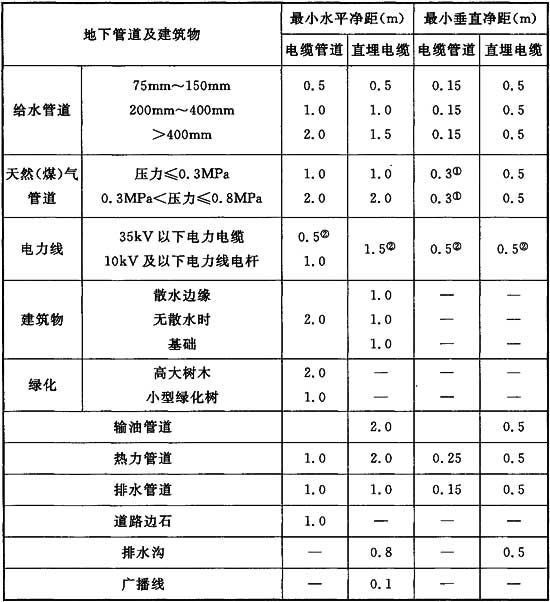 地下管道及建筑物 最小水平净距(m) 最小垂直净距(m)
电缆管道 直埋电缆 电缆管道 直埋电缆
给水管道 75mm～150mm 0.5 0.5 0.15 0.5
200mm～400mm 1.0 1.0 0.15 0.5
＞400mm 2.0 1.5 0.15 0.5
天然(煤)气管道 压力≤0.3MPa 1.0 1.0 0.3① 0.5
0.3MPa＜压力≤0.8MPa 2.0 2.0 0.3① 0.5
电力线 35kV以下电力电缆 0.5② 1.5② 0.5② 0.5②
10kV及以下电力线电杆 1.0
建筑物 散水边缘 2.0 1.0 — —
无散水时 1.0 — —
基础 1.0 — —
绿化 高大树木 2.0 — — —
小型绿化树 1.0 — — —
输油管道 2.0 0.5
热力管道 1.0 2.0 0.25 0.5
排水管道 1.0 1.0 0.15 0.5
道路边石 1.0 — — —
排水沟 — 0.8 — 0.5
广播线 — 0.1 — —